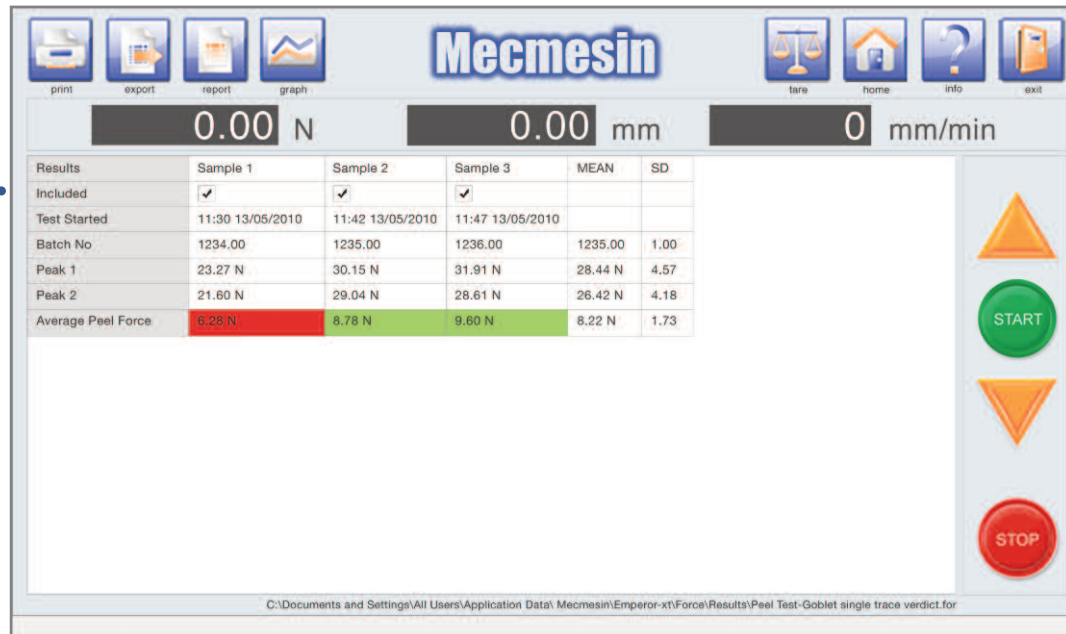 Mecmesin
print export report graph tare home info exit
0.00 N 0.00 mm 0 mm/min
Results Sample 1 Sample 2 Sample 3 MEAN SD
Included
Test Started 11:30 13/05/2010 11:42 13/05/2010 11:47 13/05/2010
Batch No 1234.00 1235.00 1236.00 1235.00 1.00
Peak 1 23.27 N 30.15 N 31.91 N 28.44 N 4.57
Peak 2 21.60 N 29.04 N 28.61 N 26.42 N 4.18
Average Peel Force 6.28 N 8.78 N 9.60 N 8.22 N 1.73
START
STOP
C:\Documents and Settings\All Users\Application Data\ Mecmesin\Emperor-xt\Force\Results\Peel Test-Goblet single trace verdict.for